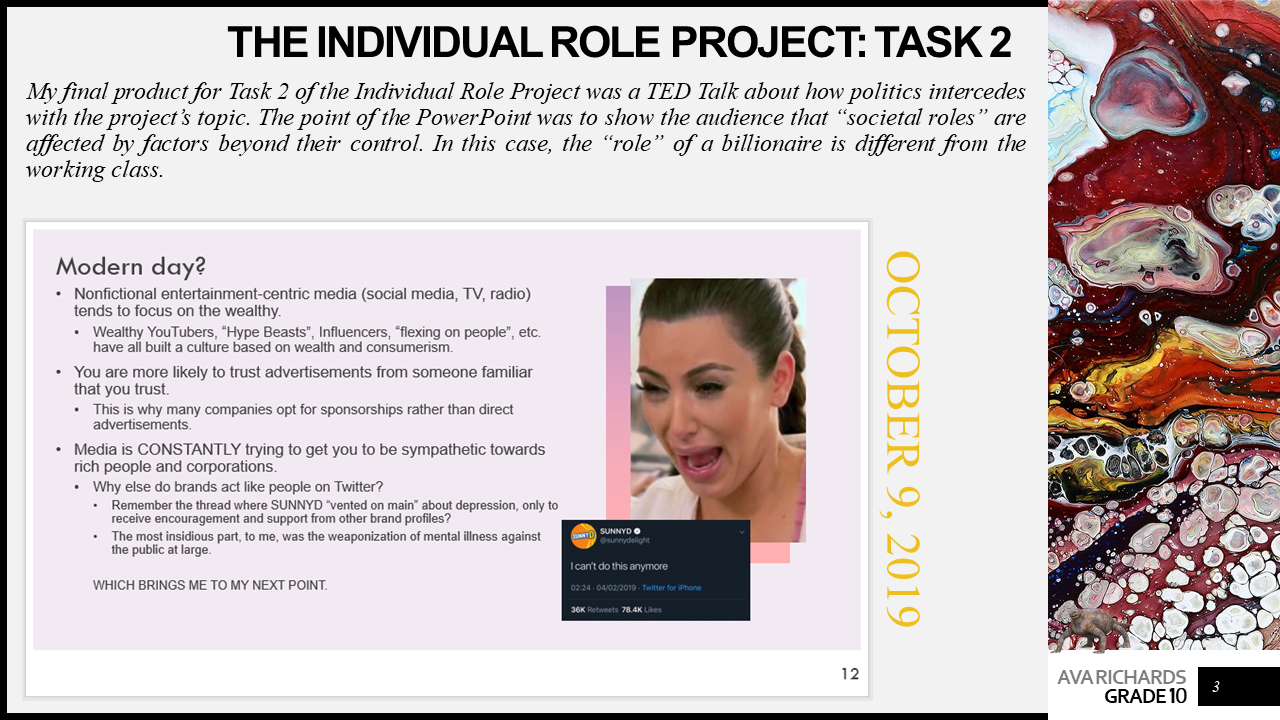 THE INDIVIDUAL ROLE PROJECT: TASK 2
My final product for Task 2 of the Individual Role Project was a TED Talk about how politics intercedes
with the project’s topic. The point of the PowerPoint was to show the audience that “societal roles” are
affected by factors beyond their control. In this case, the “role” of a billionaire is different from the
working class.
Modern day?
• Nonfictional entertainment-centric media (social media, TV, radio)
tends to focus on the wealthy.
• Wealthy YouTubers, “Hype Beasts”, Influencers, “flexing on people”, etc.
have all built a culture based on wealth and consumerism.
• You are more likely to trust advertisements from someone familiar
that you trust.
• This is why many companies opt for sponsorships rather than direct
advertisements.
• Media is CONSTANTLY trying to get you to be sympathetic towards
rich people and corporations.
• Why else do brands act like people on Twitter?
• Remember the thread where SUNNYD “vented on main” about depression, only to
receive encouragement and support from other brand profiles?
• The most insidious part, to me, was the weaponization of mental illness against
the public at large.
WHICH BRINGS ME TO MY NEXT POINT.
SUNNYD
SUNNYD
@sunnydelight
I can't do this anymore
02:24 · 04/02/2019 · Twitter for iPhone
36K Retweets 78.4K Likes
12
OCTOBER 9, 2019
AVA RICHARDS
GRADE 10
3